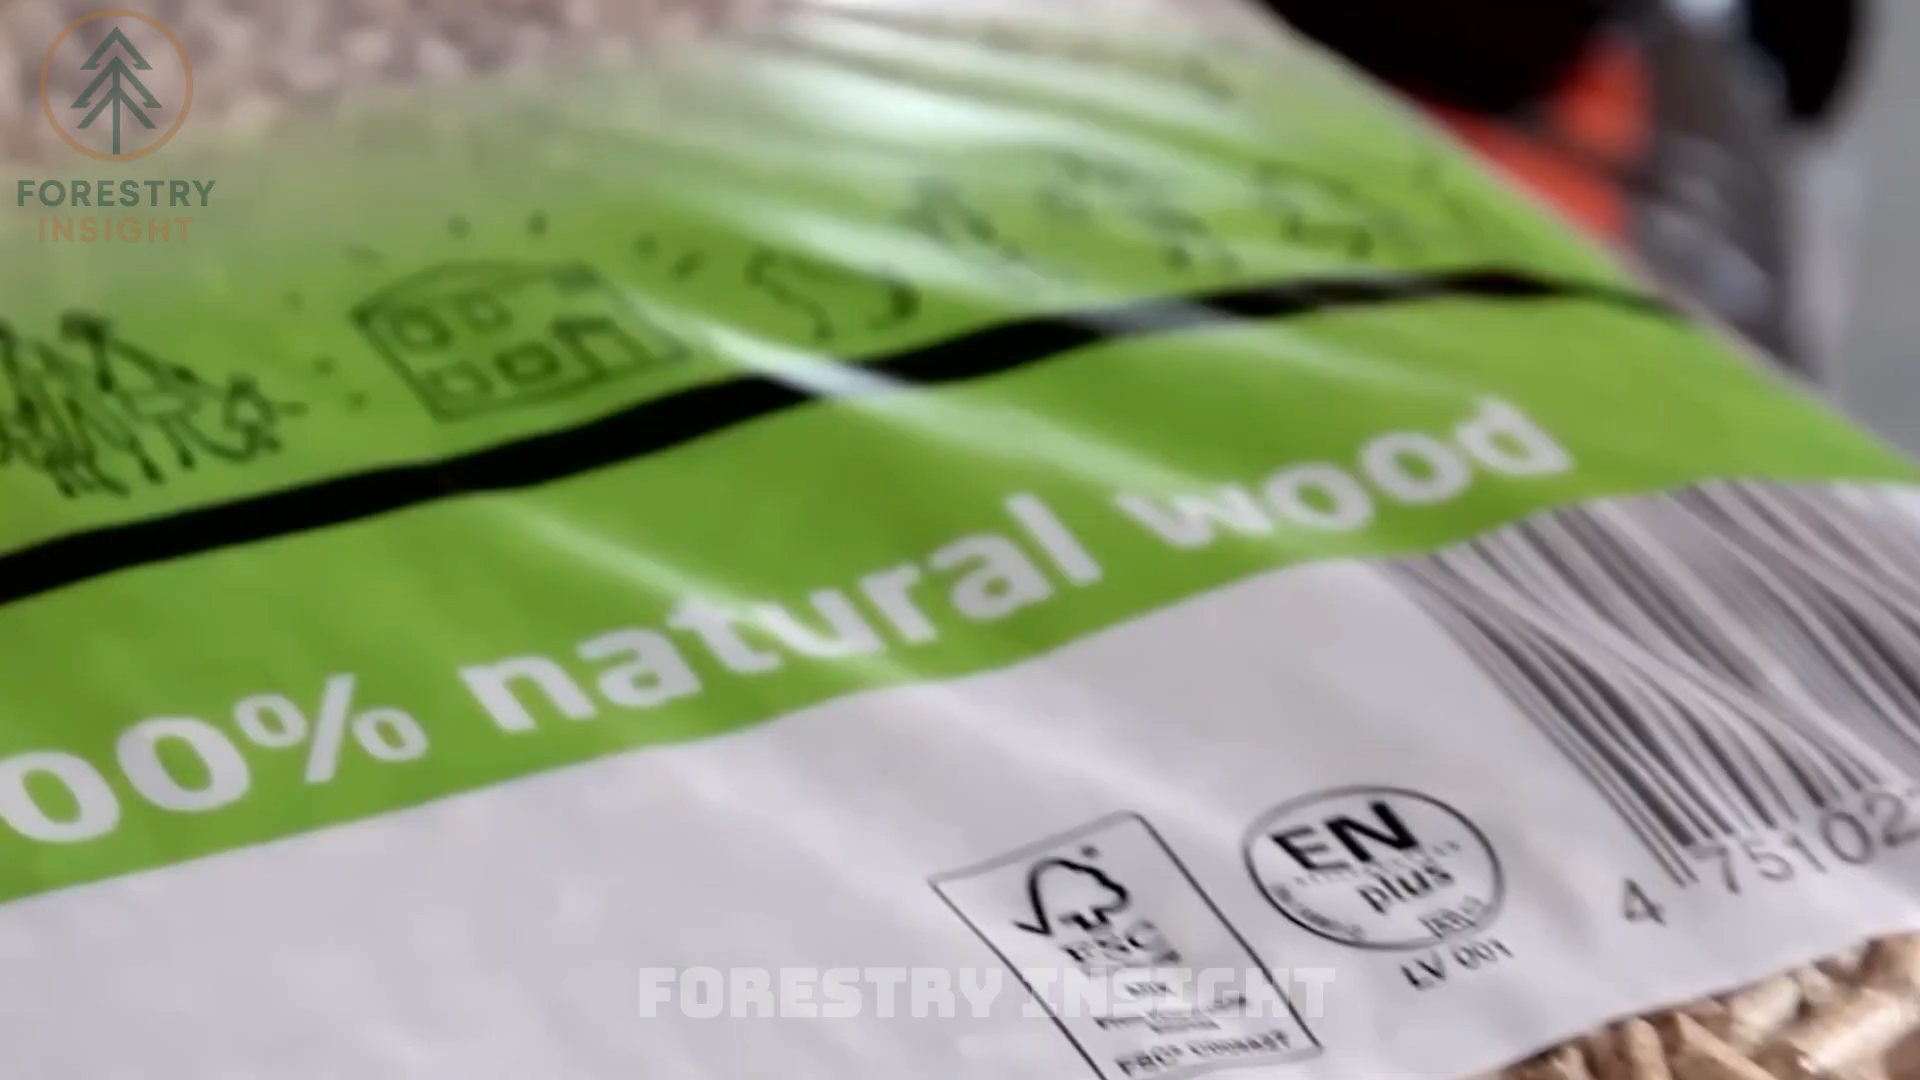 FORESTRY
INSIGHT
00% natural wood
EN
plus
LV 001
4 75102
FSC
FORESTRY INSIGHT